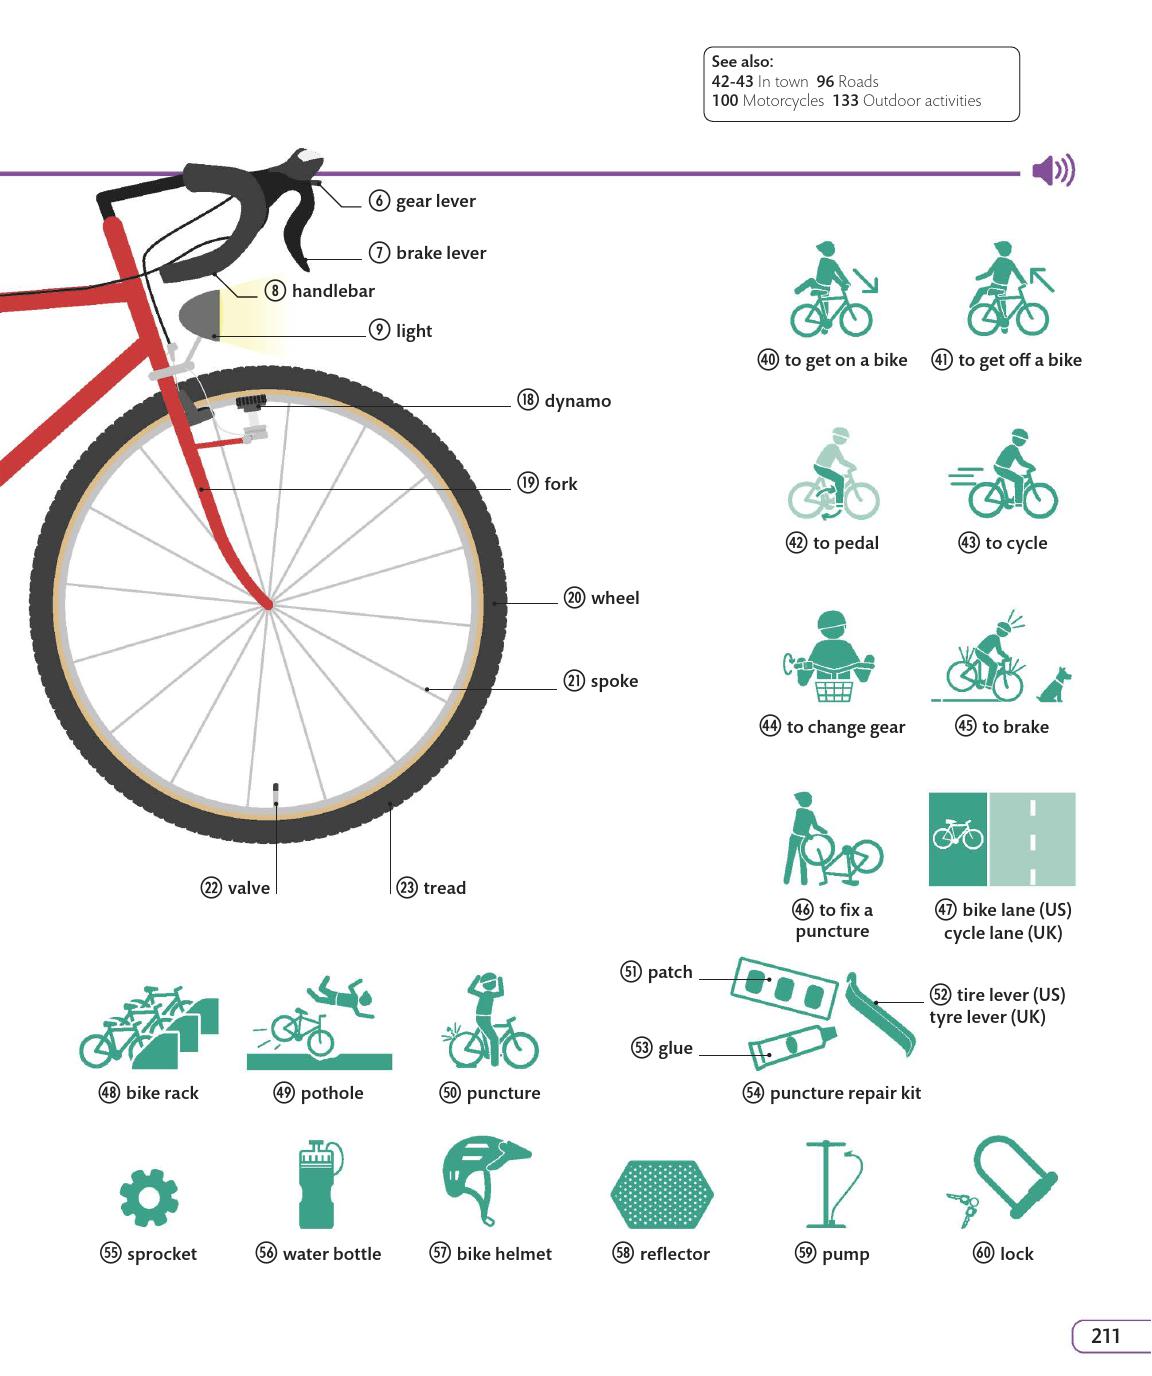 See also:
42-43 In town 96 Roads
100 Motorcycles 133 Outdoor activities
6 gear lever
7 brake lever
8 handlebar
9 light
18 dynamo
19 fork
20 wheel
21 spoke
22 valve
23 tread
40 to get on a bike
41 to get off a bike
42 to pedal
43 to cycle
44 to change gear
45 to brake
46 to fix a
puncture
47 bike lane (US)
cycle lane (UK)
48 bike rack
49 pothole
50 puncture
51 patch
52 tire lever (US)
tyre lever (UK)
53 glue
54 puncture repair kit
55 sprocket
56 water bottle
57 bike helmet
58 reflector
59 pump
60 lock
211